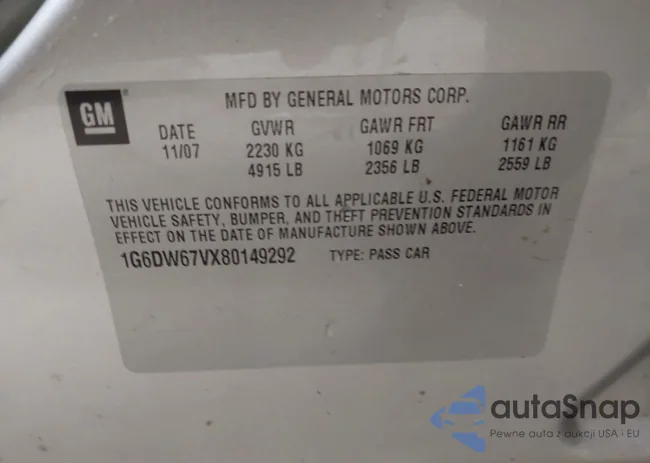 GM
MFD BY GENERAL MOTORS CORP.
DATE GVWR GAWR FRT GAWR RR
11/07 2230 KG 1069 KG 1161 KG
4915 LB 2356 LB 2559 LB
THIS VEHICLE CONFORMS TO ALL APPLICABLE U.S. FEDERAL MOTOR
VEHICLE SAFETY, BUMPER, AND THEFT PREVENTION STANDARDS IN
EFFECT ON THE DATE OF MANUFACTURE SHOWN ABOVE.
1G6DW67VX80149292 TYPE: PASS CAR
autaSnap
Pewne auta z aukcji USA i EU